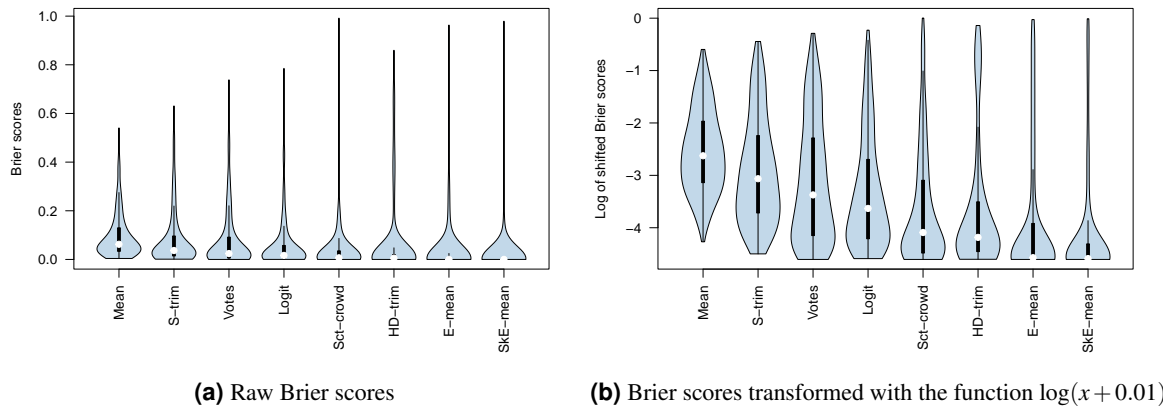 1.0
0.8
0.6
0.4
0.2
0.0
Brier scores
Mean
S−trim
Votes
Logit
Sct−crowd
HD−trim
E−mean
SkE−mean
(a) Raw Brier scores
0
−1
−2
−3
−4
Log of shifted Brier scores
Mean
S−trim
Votes
Logit
Sct−crowd
HD−trim
E−mean
SkE−mean
(b) Brier scores transformed with the function log(x+0.01)